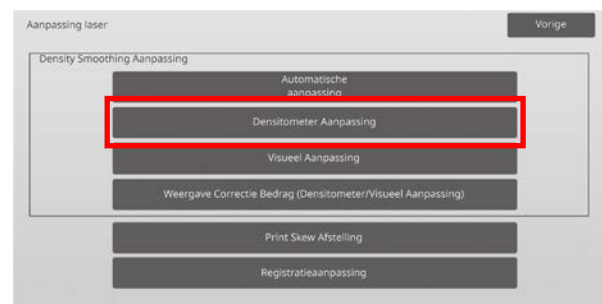 Aanpassing laser
Vorige
Density Smoothing Aanpassing
Automatische
aanpassing
Densitometer Aanpassing
Visueel Aanpassing
Weergave Correctie Bedrag (Densitometer/Visueel Aanpassing)
Print Skew Afstelling
Registratieaanpassing